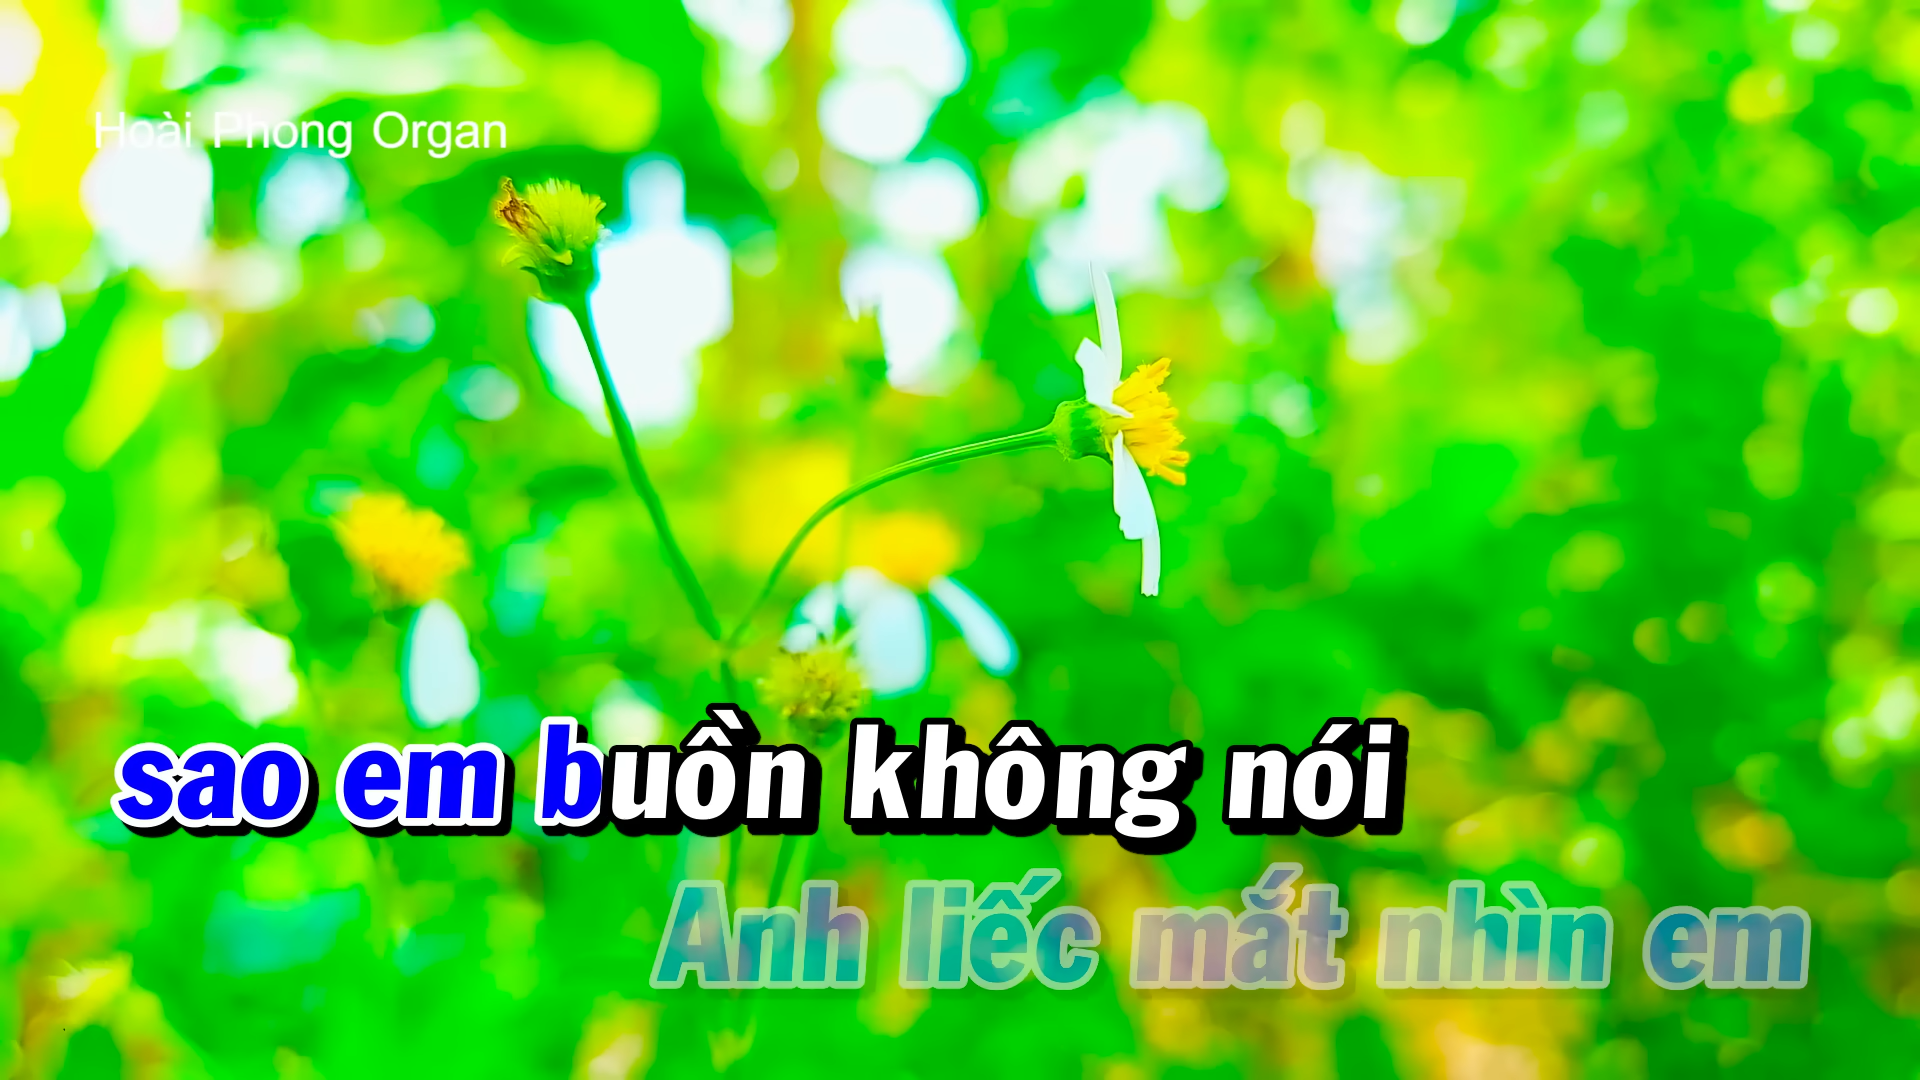 Hoài Phong Organ
sao em buồn không nói
Anh liếc mắt nhìn em